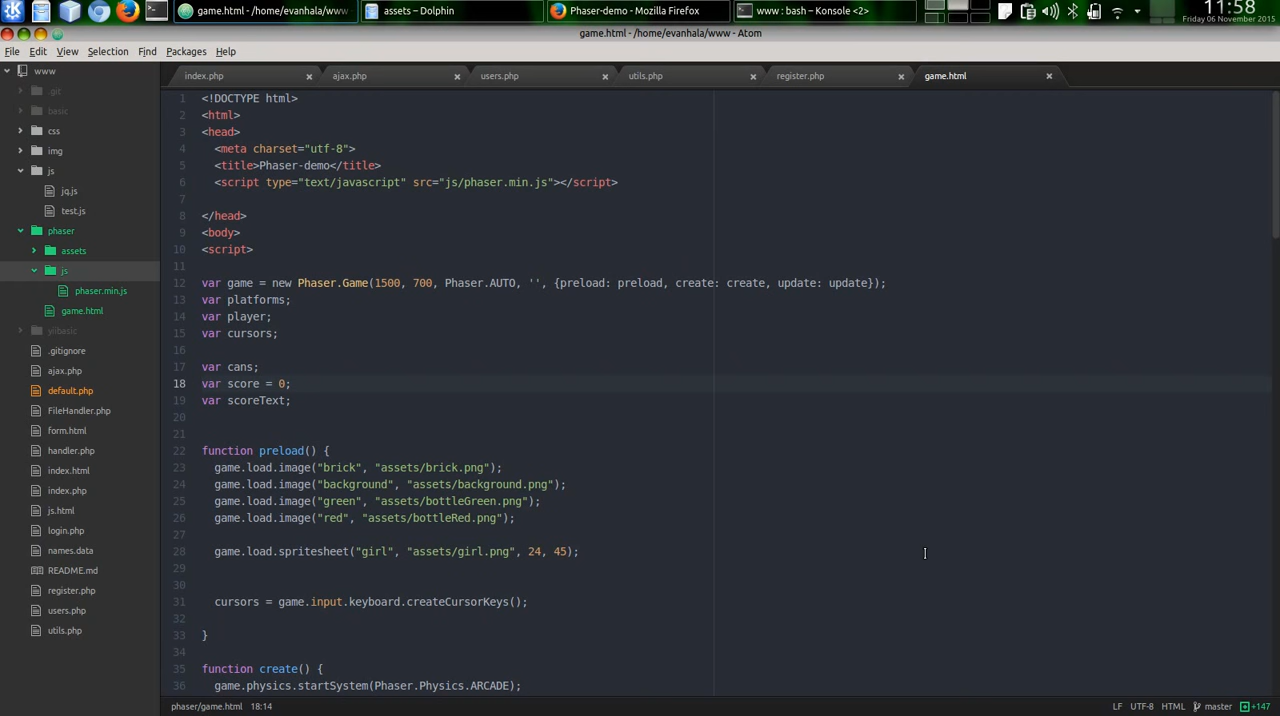 game.html - /home/evanhala/www -
assets – Dolphin
Phaser-demo - Mozilla Firefox
www : bash – Konsole <2>
11:58
Friday 06 November 2015
game.html - /home/evanhala/www - Atom
File Edit View Selection Find Packages Help
www
.git
basic
css
img
js
jq.js
test.js
phaser
assets
js
phaser.min.js
game.html
yiibasic
.gitignore
ajax.php
default.php
FileHandler.php
form.html
handler.php
index.html
index.php
js.html
login.php
names.data
README.md
register.php
users.php
utils.php
index.php ajax.php users.php utils.php register.php game.html
1 <!DOCTYPE html>
2 <html>
3 <head>
4 <meta charset="utf-8">
5 <title>Phaser-demo</title>
6 <script type="text/javascript" src="js/phaser.min.js"></script>
7
8 </head>
9 <body>
10 <script>
11
12 var game = new Phaser.Game(1500, 700, Phaser.AUTO, '', {preload: preload, create: create, update: update});
13 var platforms;
14 var player;
15 var cursors;
16
17 var cans;
18 var score = 0;
19 var scoreText;
20
21
22 function preload() {
23 game.load.image("brick", "assets/brick.png");
24 game.load.image("background", "assets/background.png");
25 game.load.image("green", "assets/bottleGreen.png");
26 game.load.image("red", "assets/bottleRed.png");
27
28 game.load.spritesheet("girl", "assets/girl.png", 24, 45);
29
30
31 cursors = game.input.keyboard.createCursorKeys();
32
33 }
34
35 function create() {
36 game.physics.startSystem(Phaser.Physics.ARCADE);
phaser/game.html 18:14
LF UTF-8 HTML master +147